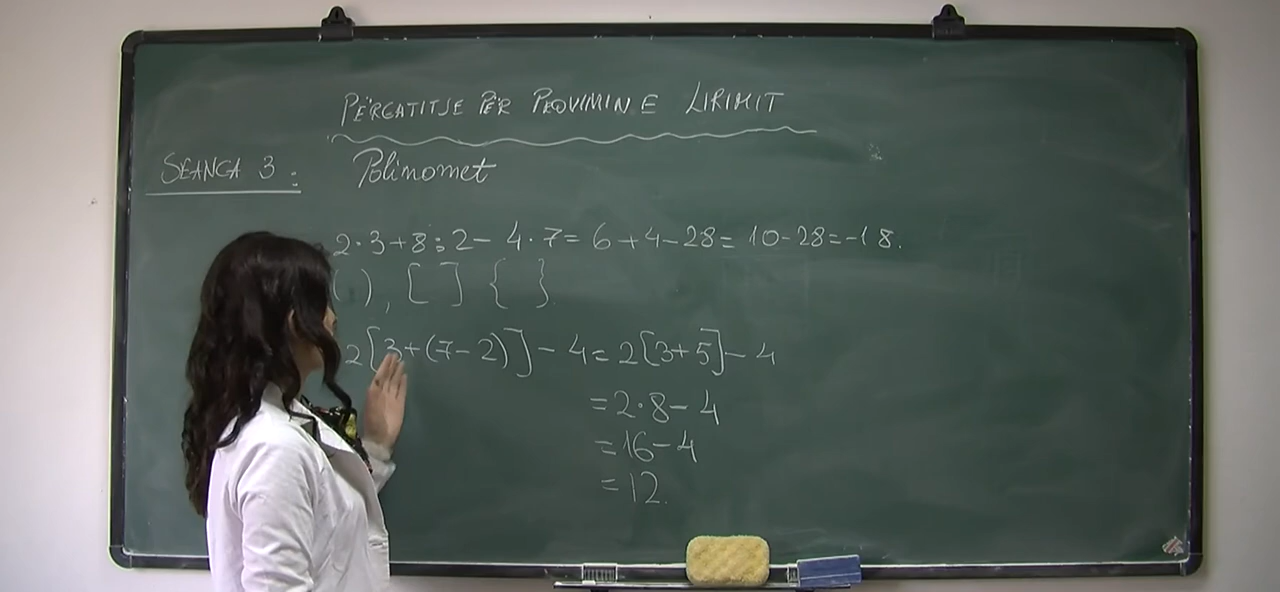 PËRGATITJE PËR PROVIMIN E LIRIMIT
SEANCA 3: Polinomet
2·3+8:2-4·7=6+4-28=10-28=-18.
( ), [ ] { }.
2[3+(7-2)]-4=2[3+5]-4
=2·8-4
=16-4
=12.